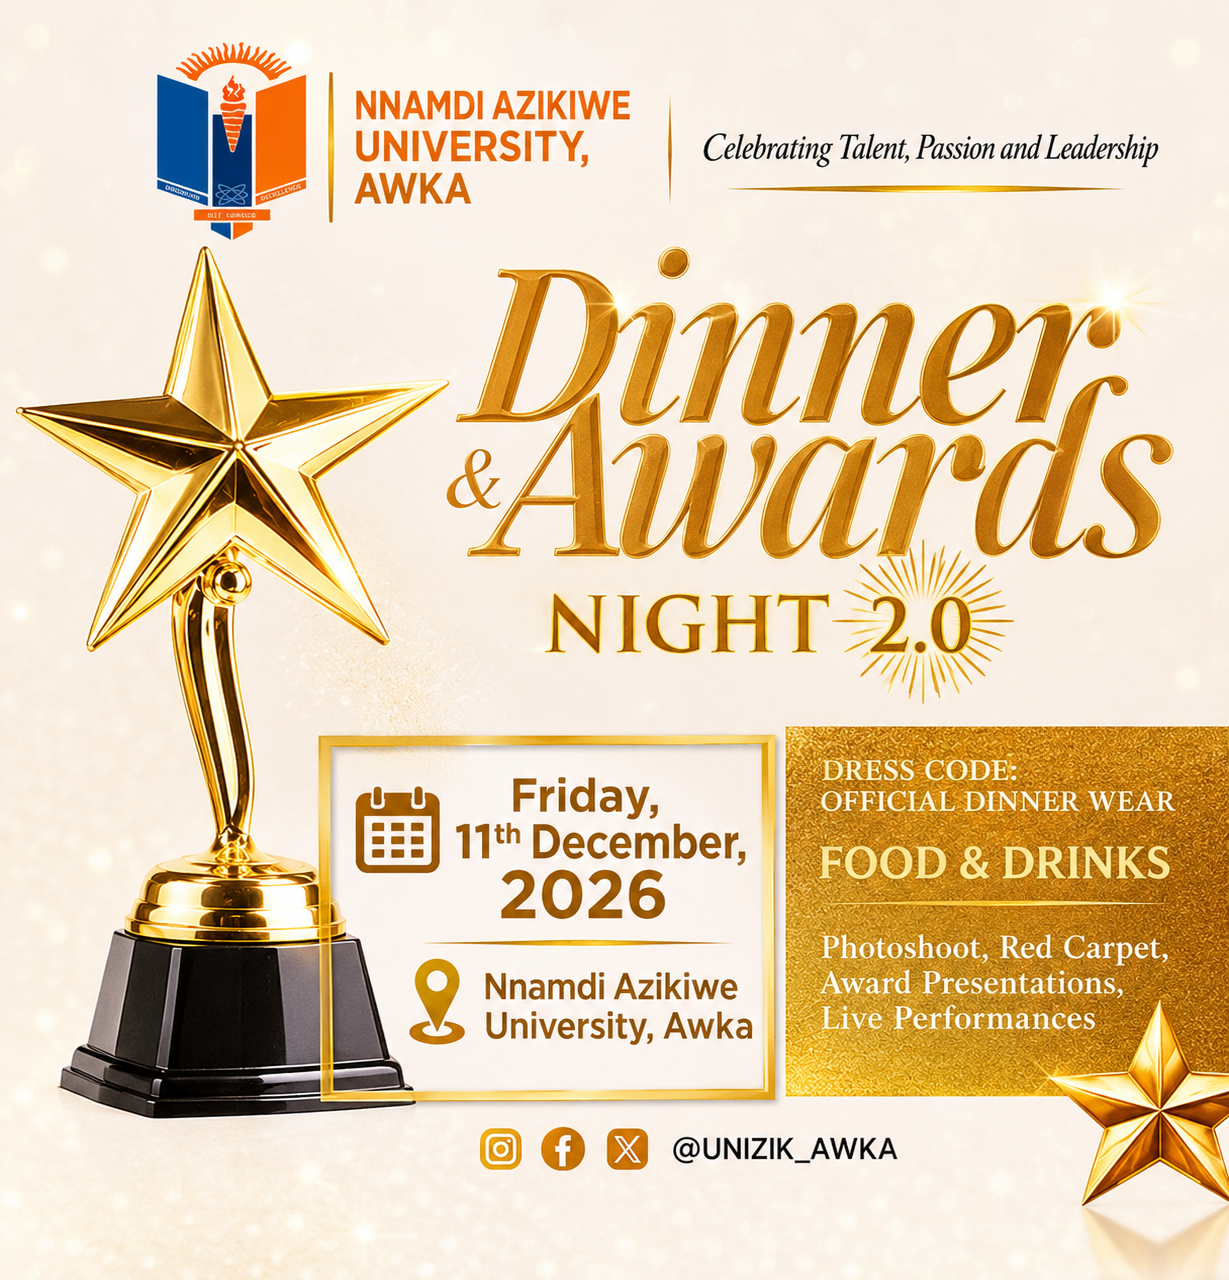 NNAMDI AZIKIWE
UNIVERSITY,
AWKA
Celebrating Talent, Passion and Leadership
Dinner
& Awards
NIGHT 2.0
Friday,
11th December,
2026
Nnamdi Azikiwe
University, Awka
DRESS CODE:
OFFICIAL DINNER WEAR
FOOD & DRINKS
Photoshoot, Red Carpet,
Award Presentations,
Live Performances
@UNIZIK_AWKA